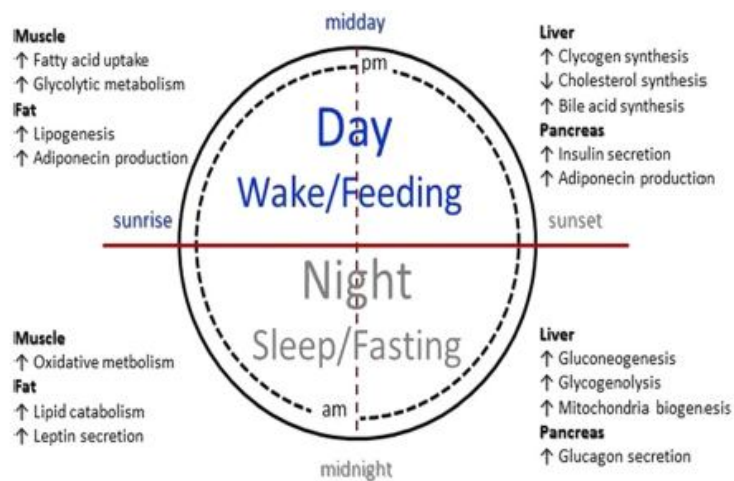 midday
Muscle
↑ Fatty acid uptake
↑ Glycolytic metabolism
Fat
↑ Lipogenesis
↑ Adiponecin production
pm
Day
Wake/Feeding
Liver
↑ Clycogen synthesis
↓ Cholesterol synthesis
↑ Bile acid synthesis
Pancreas
↑ Insulin secretion
↑ Adiponecin production
sunrise
sunset
Night
Sleep/Fasting
am
midnight
Muscle
↑ Oxidative metbolism
Fat
↑ Lipid catabolism
↑ Leptin secretion
Liver
↑ Gluconeogenesis
↑ Glycogenolysis
↑ Mitochondria biogenesis
Pancreas
↑ Glucagon secretion